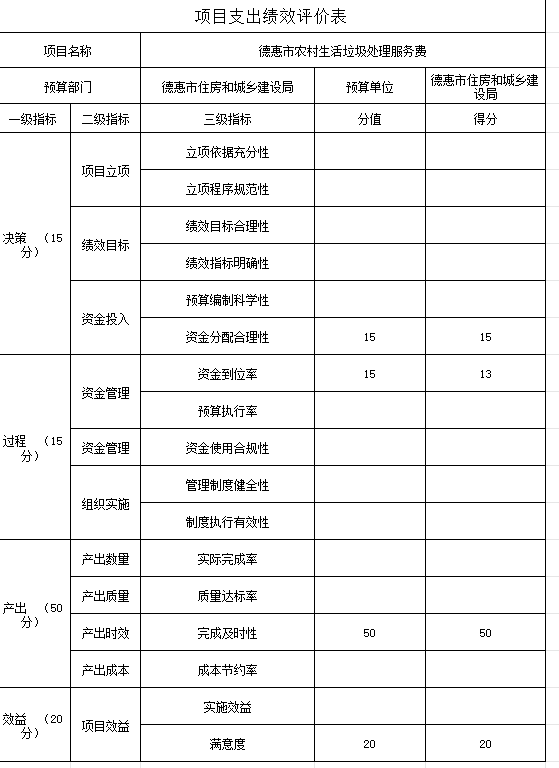 项目支出绩效评价表
项目名称 德惠市农村生活垃圾处理服务费
预算部门 德惠市住房和城乡建设局 预算单位 德惠市住房和城乡建
设局
一级指标 二级指标 三级指标 分值 得分
决策 （15
分）
项目立项
立项依据充分性
立项程序规范性
绩效目标
绩效目标合理性
绩效指标明确性
资金投入
预算编制科学性
资金分配合理性 15 15
过程 （15
分）
资金管理
资金到位率 15 13
预算执行率
资金管理 资金使用合规性
组织实施
管理制度健全性
制度执行有效性
产出 （50
分）
产出数量 实际完成率
产出质量 质量达标率
产出时效 完成及时性 50 50
产出成本 成本节约率
效益 （20
分）
项目效益
实施效益
满意度 20 20